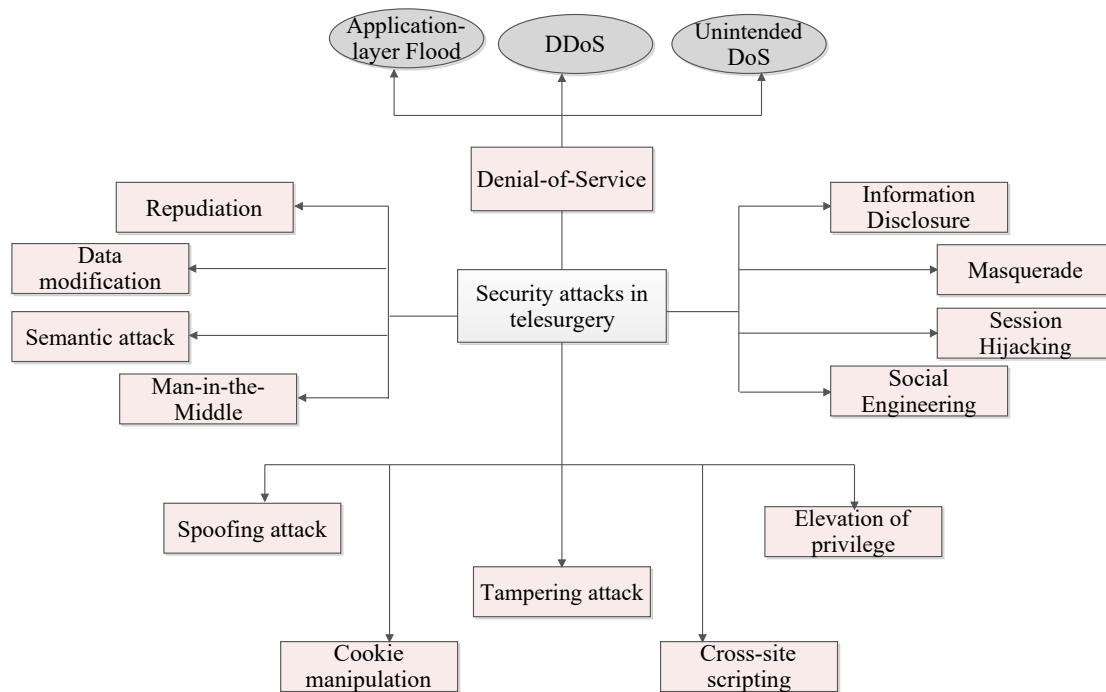 Application-
layer Flood
DDoS
Unintended
DoS
Denial-of-Service
Repudiation
Information
Disclosure
Data
modification
Masquerade
Security attacks in
telesurgery
Semantic attack
Session
Hijacking
Man-in-the-
Middle
Social
Engineering
Spoofing attack
Elevation of
privilege
Tampering attack
Cookie
manipulation
Cross-site
scripting